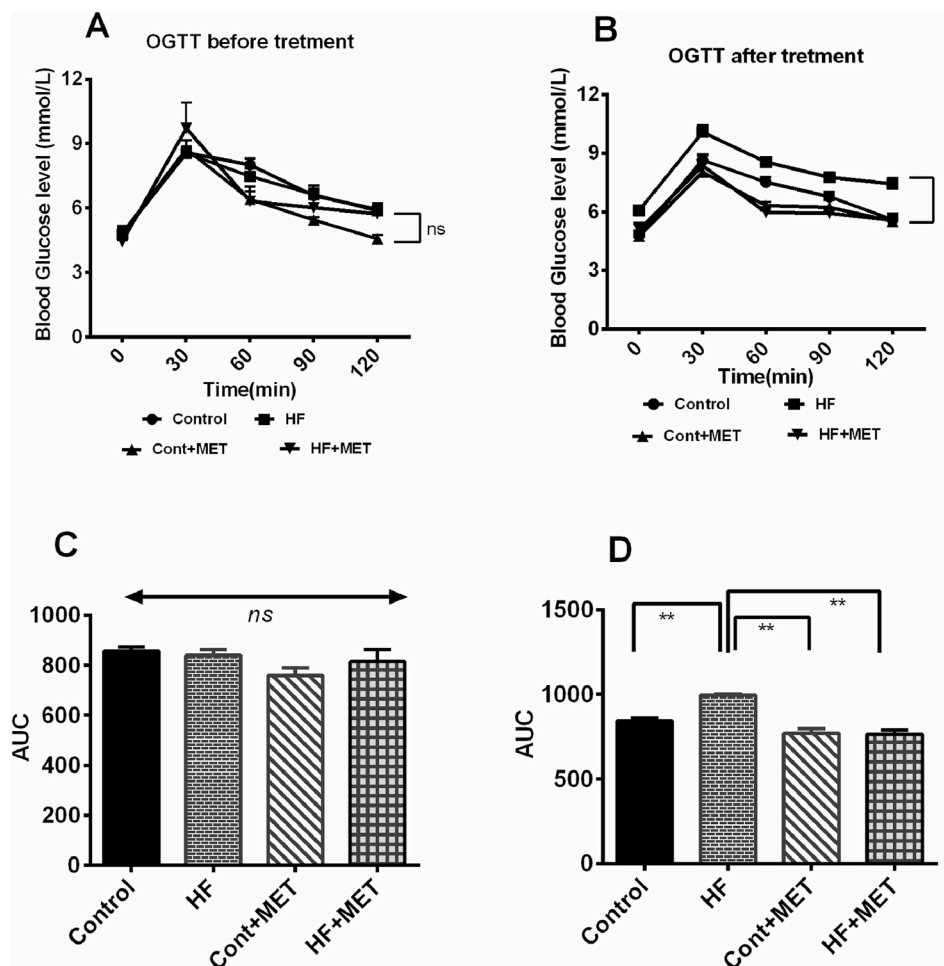 A
OGTT before tretment
Blood Glucose level (mmol/L)
12
9
6
3
0
ns
0
30
60
90
120
Time(min)
Control
HF
Cont+MET
HF+MET
B
OGTT after tretment
Blood Glucose level (mmol/L)
12
9
6
3
0
0
30
60
90
120
Time(min)
Control
HF
Cont+MET
HF+MET
C
ns
AUC
1000
800
600
400
200
0
Control
HF
Cont+MET
HF+MET
D
**
**
**
AUC
1500
1000
500
0
Control
HF
Cont+MET
HF+MET